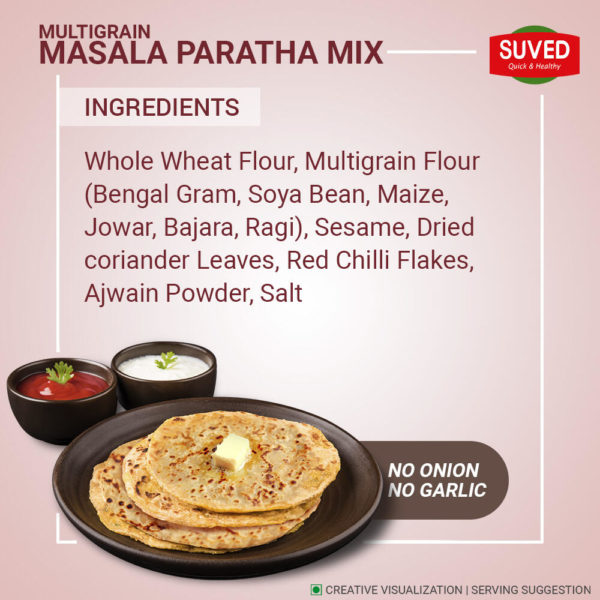 MULTIGRAIN
MASALA PARATHA MIX
SUVED
Quick & Healthy
INGREDIENTS
Whole Wheat Flour, Multigrain Flour
(Bengal Gram, Soya Bean, Maize,
Jowar, Bajara, Ragi), Sesame, Dried
coriander Leaves, Red Chilli Flakes,
Ajwain Powder, Salt
NO ONION
NO GARLIC
CREATIVE VISUALIZATION | SERVING SUGGESTION